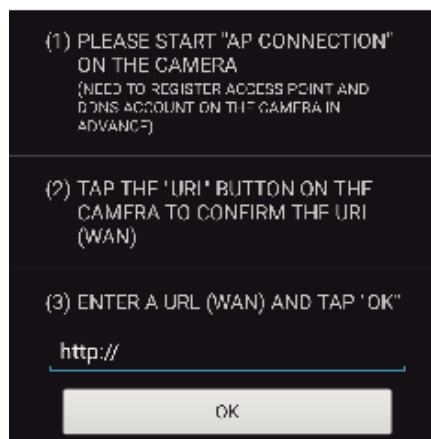 (1) PLEASE START "AP CONNECTION"
ON THE CAMERA
(NEED TO REGISTER ACCESS POINT AND
DDNS ACCOUNT ON THE CAMERA IN
ADVANCE)
(2) TAP THE "URL" BUTTON ON THE
CAMERA TO CONFIRM THE URL
(WAN)
(3) ENTER A URL (WAN) AND TAP "OK"
http://
OK